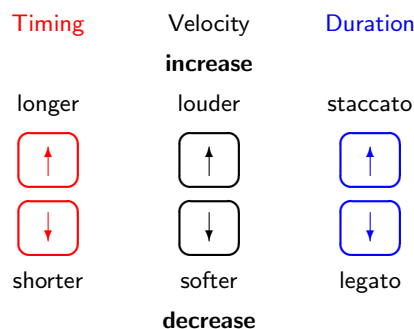 Timing Velocity Duration
increase
longer louder staccato
shorter softer legato
decrease